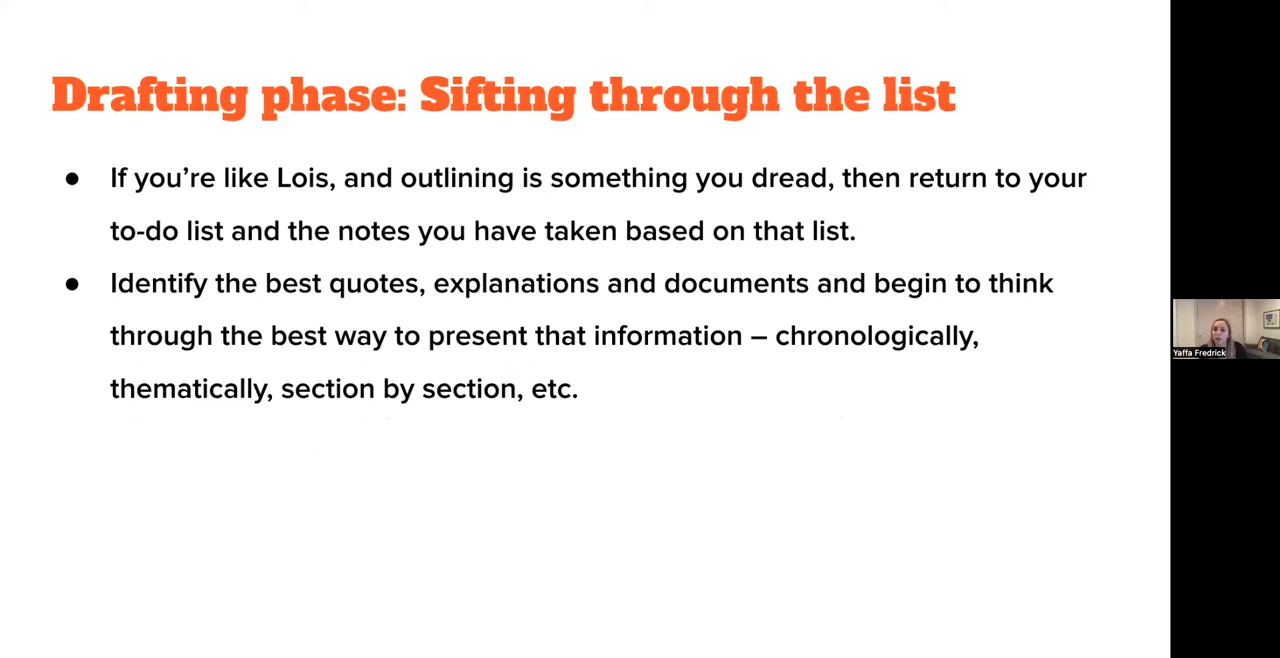 Drafting phase: Sifting through the list
● If you’re like Lois, and outlining is something you dread, then return to your
to-do list and the notes you have taken based on that list.
● Identify the best quotes, explanations and documents and begin to think
through the best way to present that information – chronologically,
thematically, section by section, etc.
Yaffa Fredrick